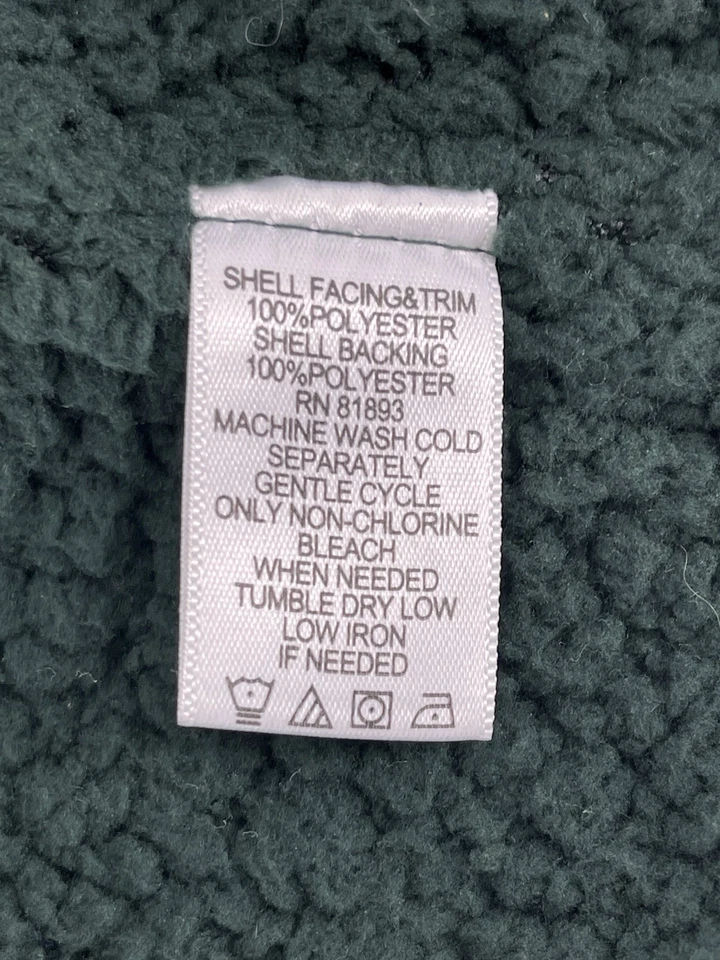 SHELL FACING&TRIM
100%POLYESTER
SHELL BACKING
100%POLYESTER
RN 81893
MACHINE WASH COLD
SEPARATELY
GENTLE CYCLE
ONLY NON-CHLORINE
BLEACH
WHEN NEEDED
TUMBLE DRY LOW
LOW IRON
IF NEEDED